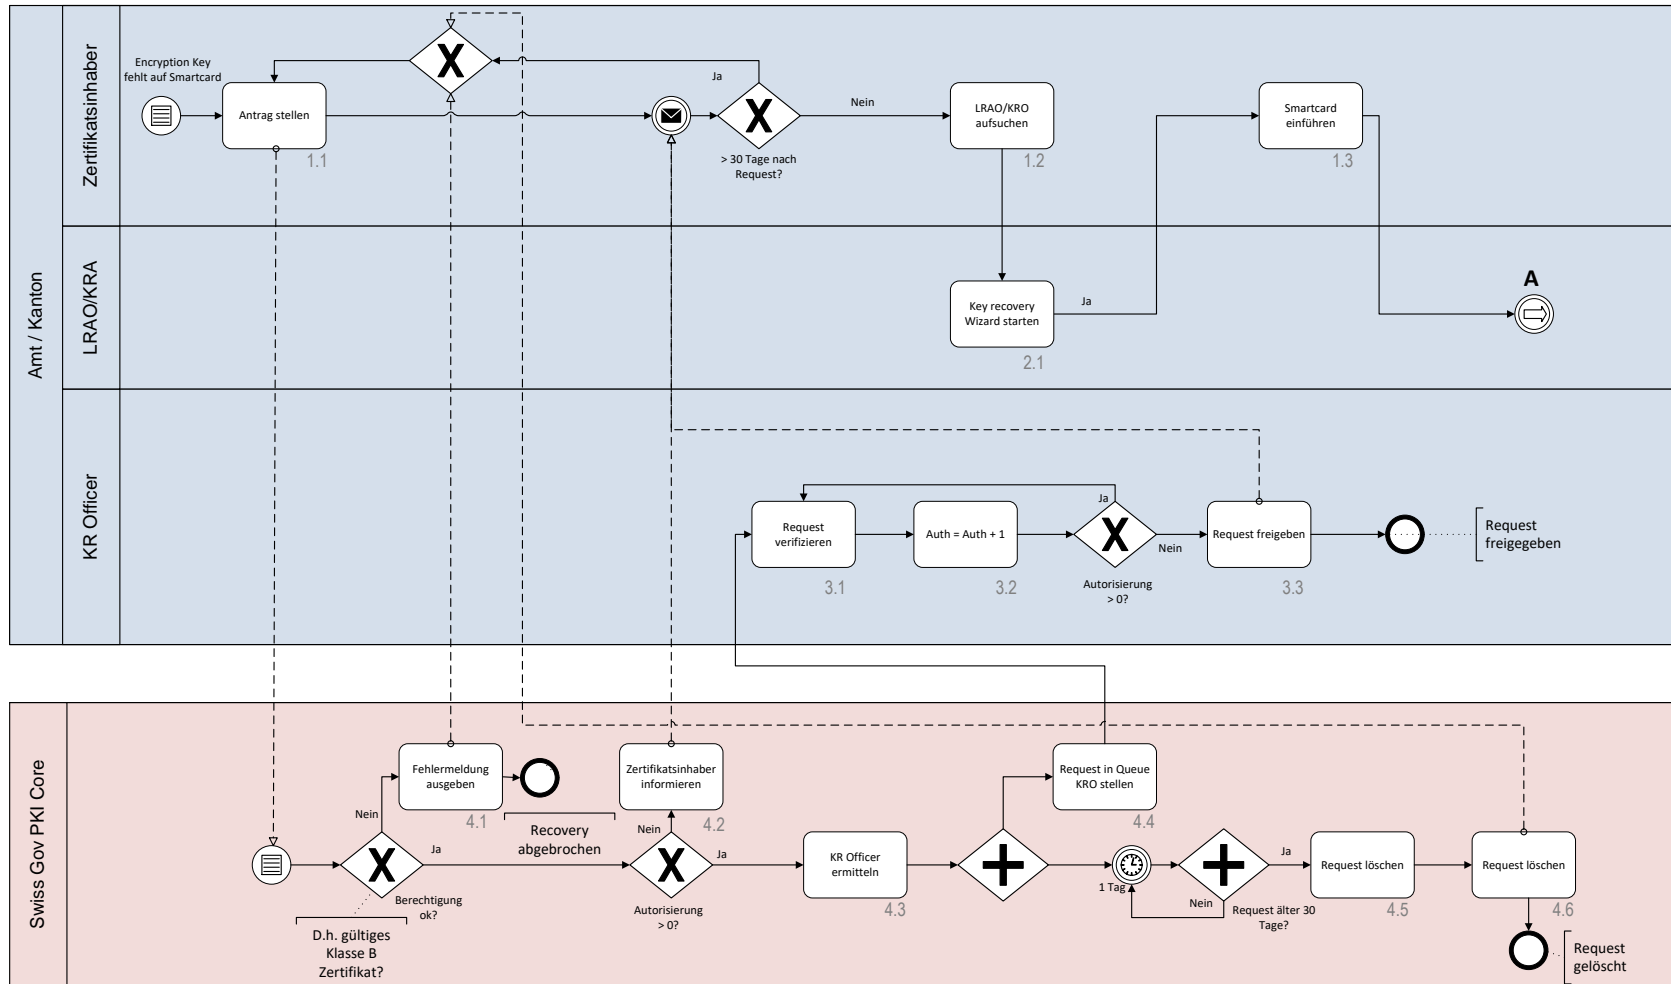 Amt / Kanton
Zertifikatsinhaber
Encryption Key
fehlt auf Smartcard
Antrag stellen
1.1
X
Ja
X
> 30 Tage nach
Request?
Nein
LRAO/KRO
aufsuchen
1.2
Smartcard
einführen
1.3
LRAO/KRA
Key recovery
Wizard starten
2.1
Ja
A
KR Officer
Request
verifizieren
3.1
Auth = Auth + 1
3.2
Ja
X
Nein
Autorisierung
> 0?
Request freigeben
3.3
Request
freigegeben
Swiss Gov PKI Core
Fehlermeldung
ausgeben
4.1
Nein
X
Ja
Berechtigung
ok?
D.h. gültiges
Klasse B
Zertifikat?
Recovery
abgebrochen
Zertifikatsinhaber
informieren
4.2
Nein
X
Ja
Autorisierung
> 0?
KR Officer
ermitteln
4.3
Request in Queue
KRO stellen
4.4
1 Tag
Ja
Nein
Request älter 30
Tage?
Request löschen
4.5
Request löschen
4.6
Request
gelöscht